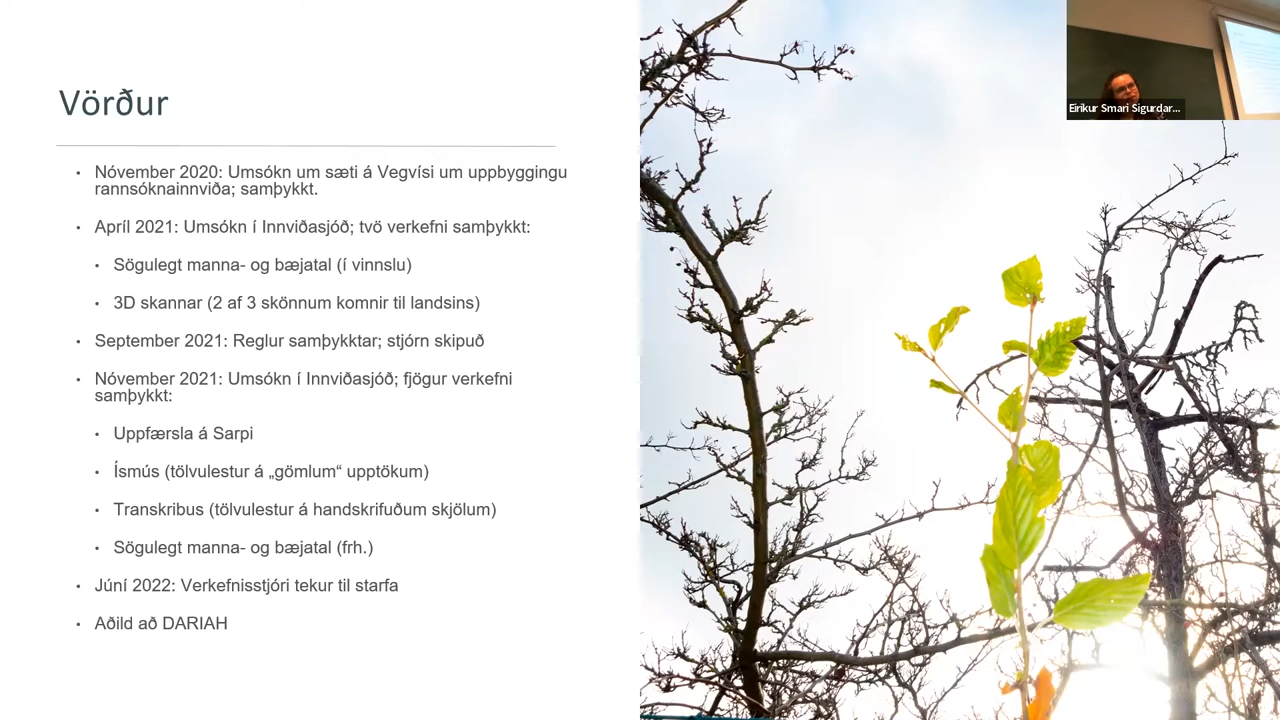 Vörður
Nóvember 2020: Umsókn um sæti á Vegvísi um uppbyggingu
rannsóknainnviða; samþykkt.
Apríl 2021: Umsókn í Innviðasjóð; tvö verkefni samþykkt:
Sögulegt manna- og bæjatal (í vinnslu)
3D skannar (2 af 3 skönnum komnir til landsins)
September 2021: Reglur samþykktar; stjórn skipuð
Nóvember 2021: Umsókn í Innviðasjóð; fjögur verkefni
samþykkt:
Uppfærsla á Sarpi
Ísmús (tölvulestur á „gömlum“ upptökum)
Transkribus (tölvulestur á handskrifuðum skjölum)
Sögulegt manna- og bæjatal (frh.)
Júní 2022: Verkefnisstjóri tekur til starfa
Aðild að DARIAH
Eirikur Smari Sigurdar...